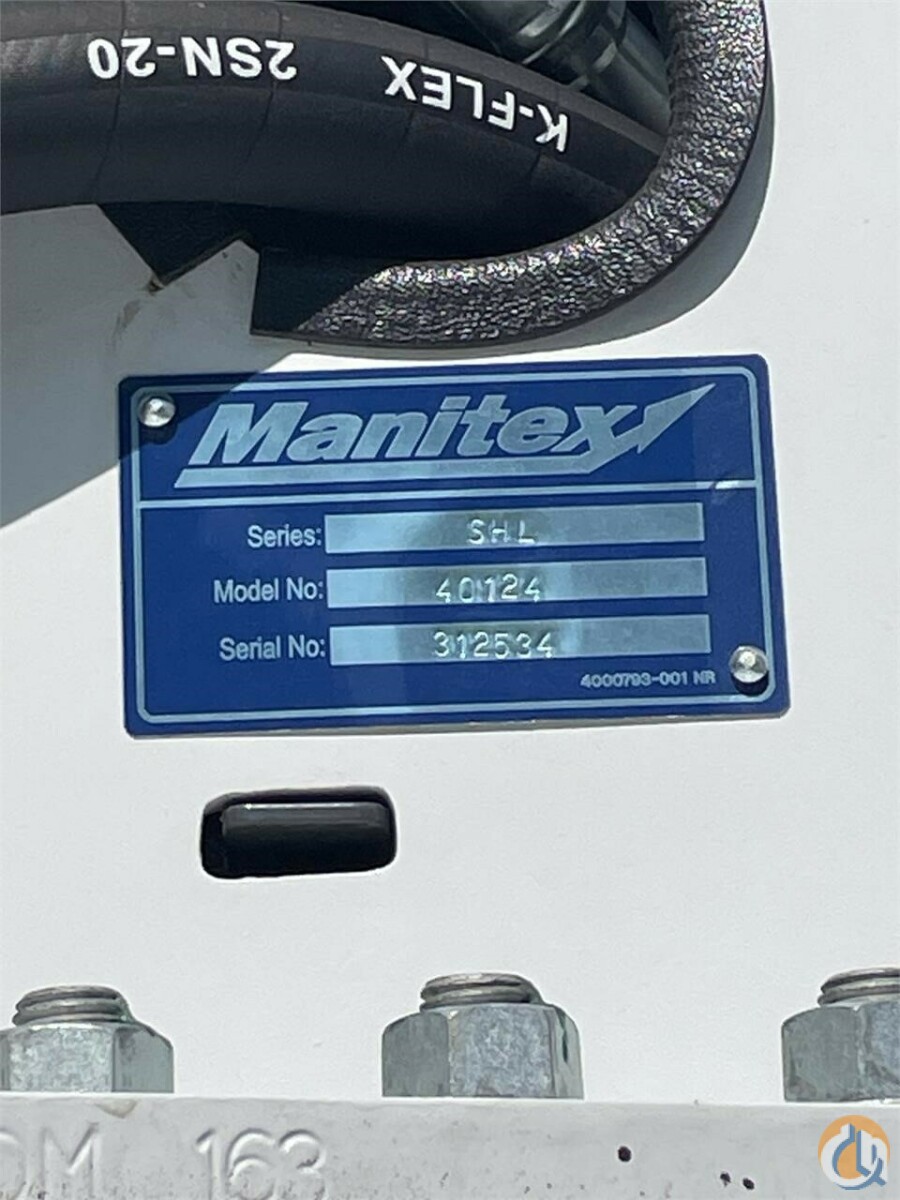 2SN-20
K-FLEX
Manitex
Series: SHL
Model No: 40124
Serial No: 312534
4000793-001 NR
163